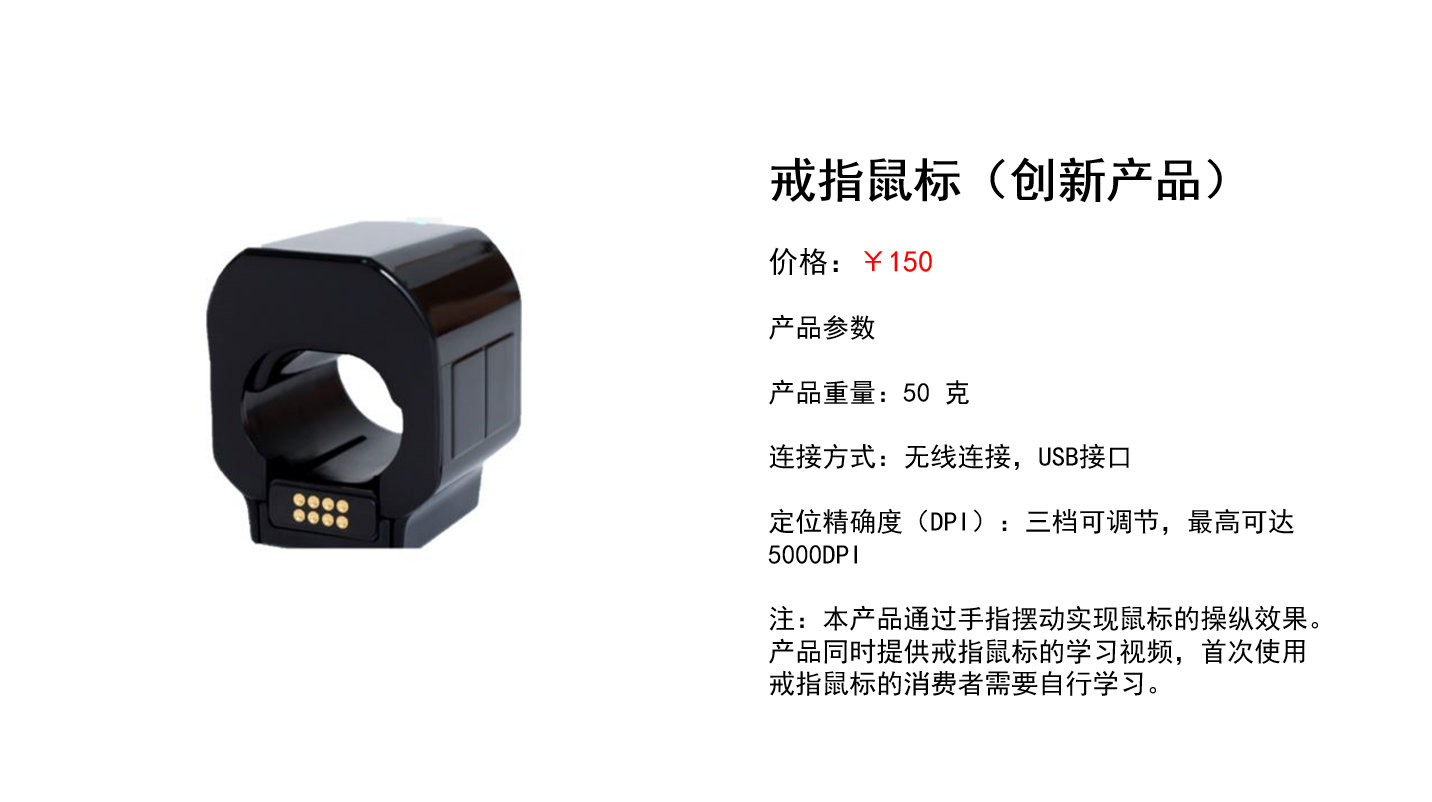 戒指鼠标（创新产品）
价格：￥150
产品参数
产品重量：50 克
连接方式：无线连接，USB接口
定位精确度（DPI）：三档可调节，最高可达
5000DPI
注：本产品通过手指摆动实现鼠标的操纵效果。
产品同时提供戒指鼠标的学习视频，首次使用
戒指鼠标的消费者需要自行学习。